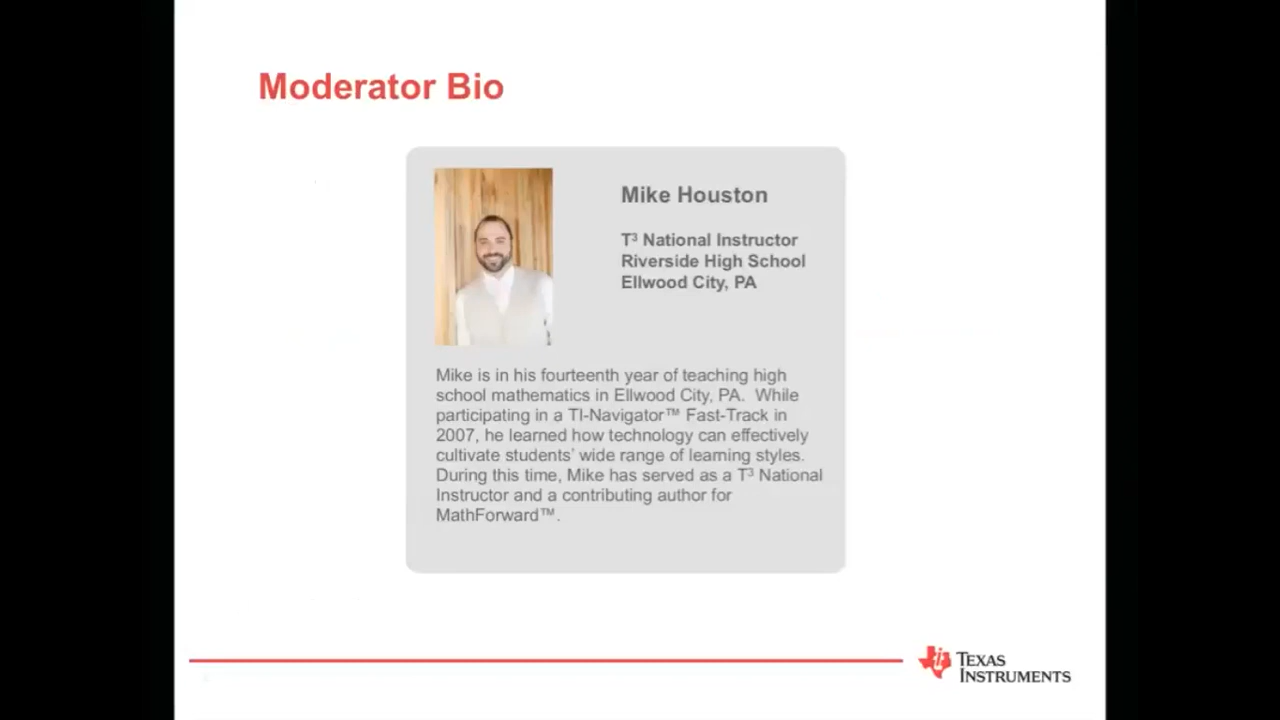 Moderator Bio
Mike Houston
T³ National Instructor
Riverside High School
Ellwood City, PA
Mike is in his fourteenth year of teaching high
school mathematics in Ellwood City, PA.  While
participating in a TI-Navigator™ Fast-Track in
2007, he learned how technology can effectively
cultivate students’ wide range of learning styles.
During this time, Mike has served as a T³ National
Instructor and a contributing author for
MathForward™.
TEXAS
INSTRUMENTS